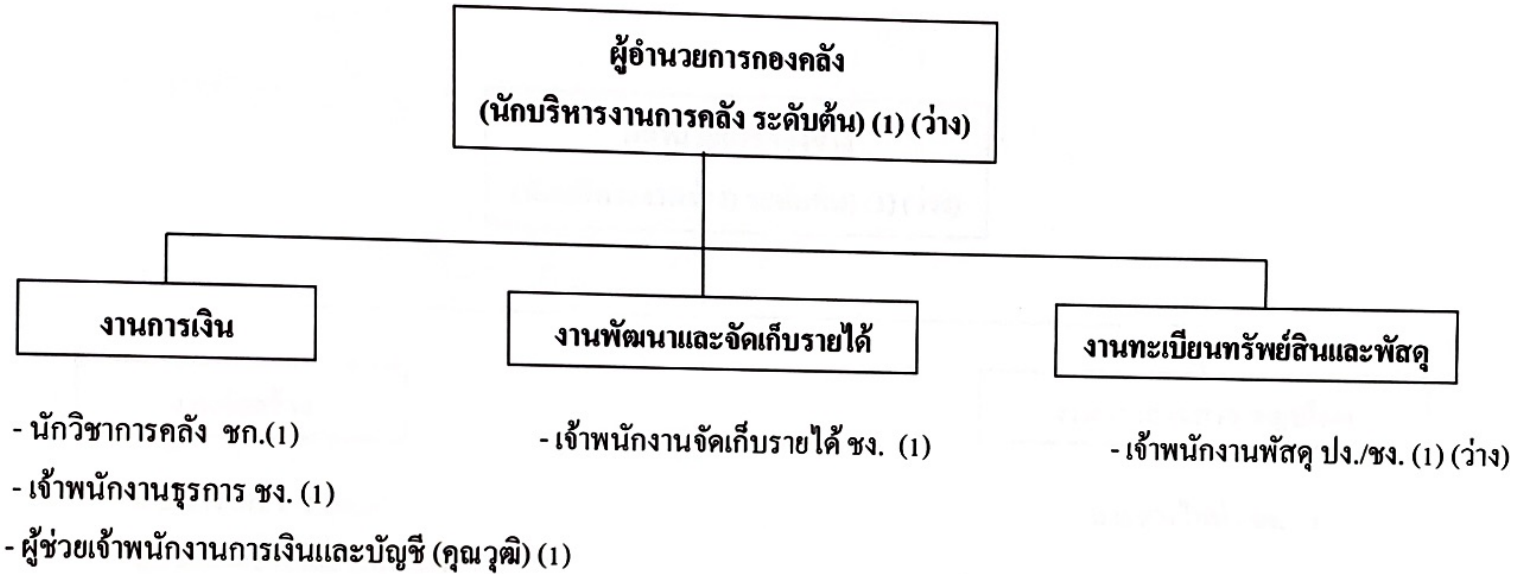 ผู้อำนวยการกองคลัง
(นักบริหารงานการคลัง ระดับต้น) (1) (ว่าง)
งานการเงิน
งานพัฒนาและจัดเก็บรายได้
งานทะเบียนทรัพย์สินและพัสดุ
- นักวิชาการคลัง ชก.(1)
- เจ้าพนักงานธุรการ ชง. (1)
- ผู้ช่วยเจ้าพนักงานการเงินและบัญชี (คุณวุฒิ) (1)
- เจ้าพนักงานจัดเก็บรายได้ ชง. (1)
- เจ้าพนักงานพัสดุ ปง./ชง. (1) (ว่าง)